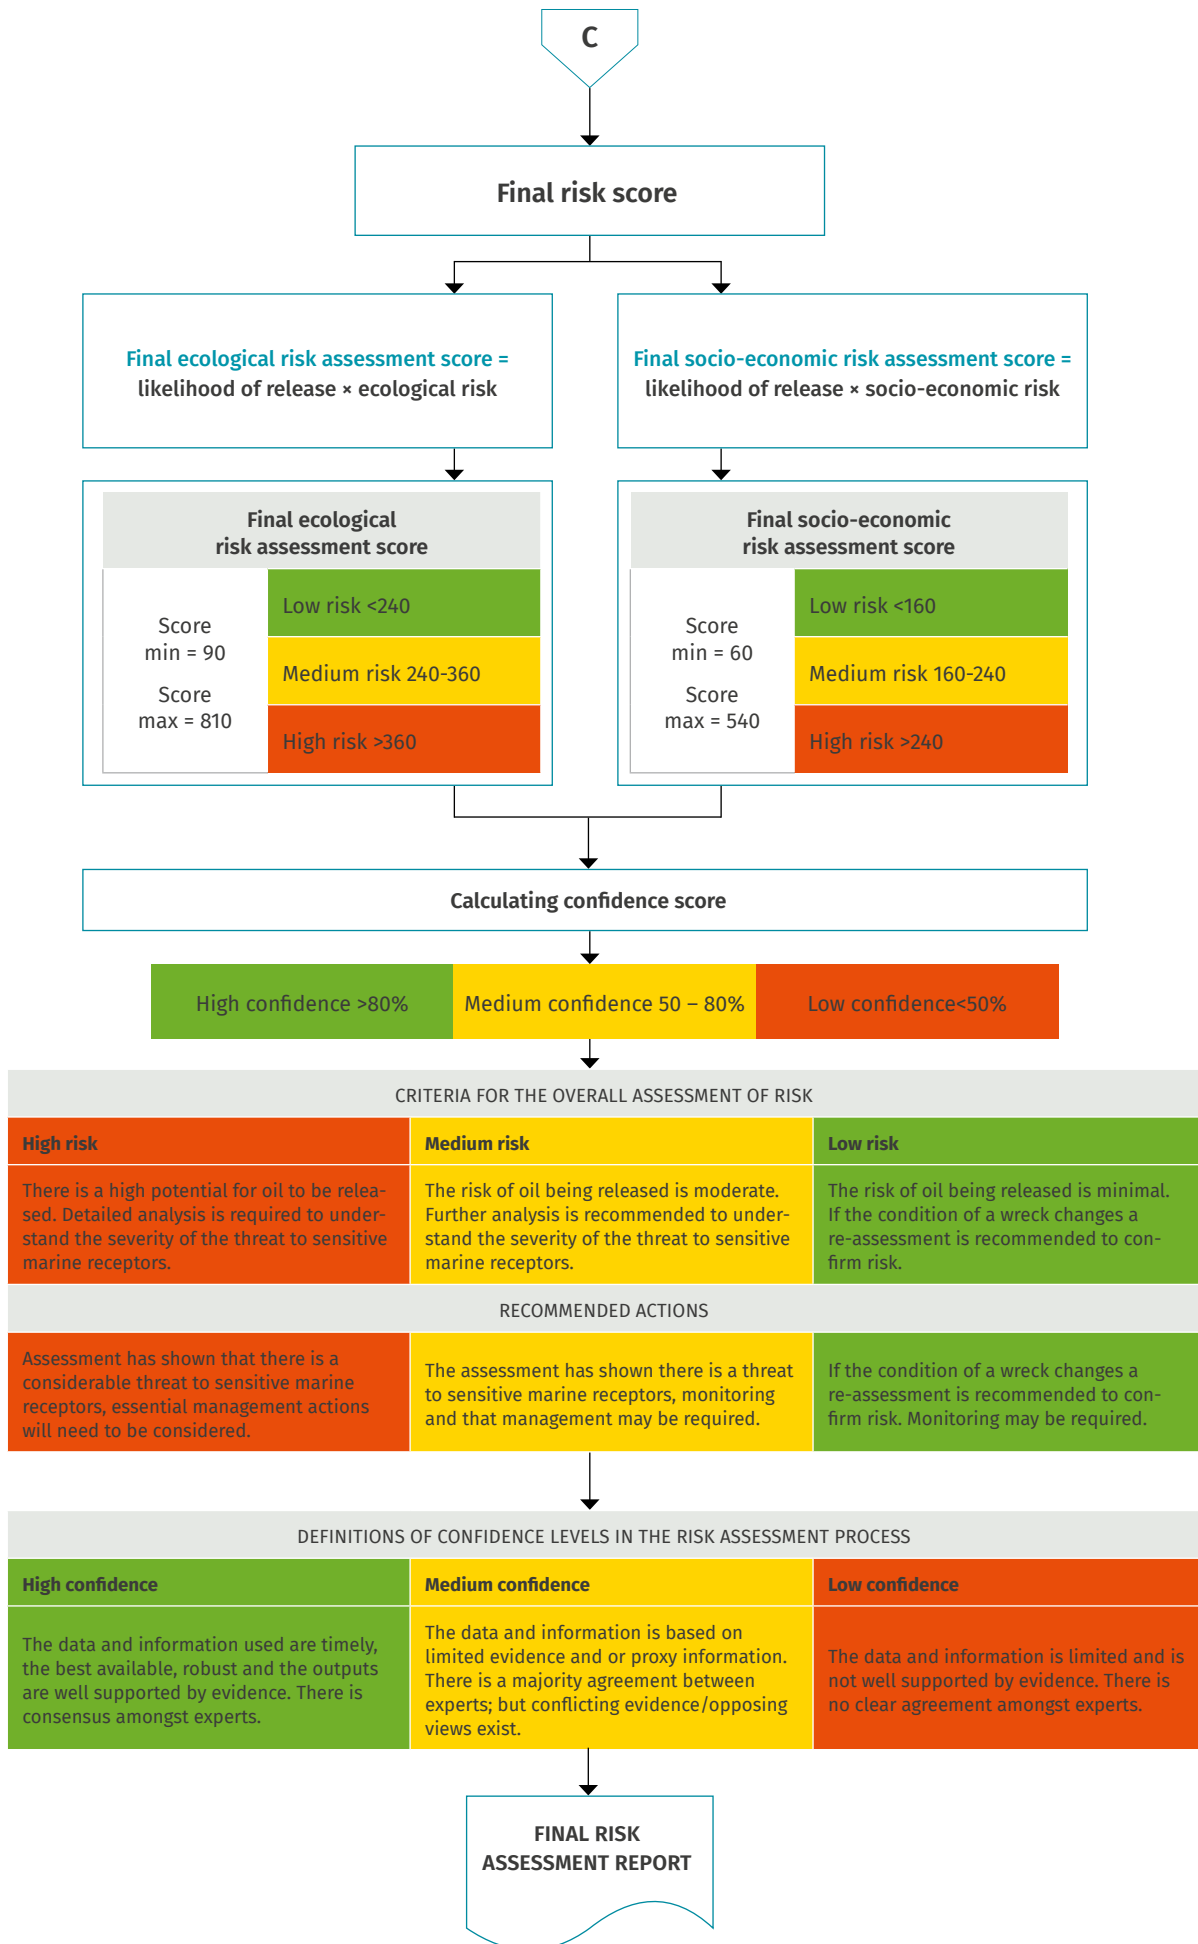 C
Final risk score
Final ecological risk assessment score =
likelihood of release × ecological risk
Final socio-economic risk assessment score =
likelihood of release × socio-economic risk
Final ecological
risk assessment score
Score
min = 90
Score
max = 810
Low risk <240
Medium risk 240-360
High risk >360
Final socio-economic
risk assessment score
Score
min = 60
Score
max = 540
Low risk <160
Medium risk 160-240
High risk >240
Calculating confidence score
High confidence >80%
Medium confidence 50 – 80%
Low confidence<50%
CRITERIA FOR THE OVERALL ASSESSMENT OF RISK
High risk
Medium risk
Low risk
There is a high potential for oil to be relea-
sed. Detailed analysis is required to under-
stand the severity of the threat to sensitive
marine receptors.
The risk of oil being released is moderate.
Further analysis is recommended to under-
stand the severity of the threat to sensitive
marine receptors.
The risk of oil being released is minimal.
If the condition of a wreck changes a
re-assessment is recommended to con-
firm risk.
RECOMMENDED ACTIONS
Assessment has shown that there is a
considerable threat to sensitive marine
receptors, essential management actions
will need to be considered.
The assessment has shown there is a threat
to sensitive marine receptors, monitoring
and that management may be required.
If the condition of a wreck changes a
re-assessment is recommended to con-
firm risk. Monitoring may be required.
DEFINITIONS OF CONFIDENCE LEVELS IN THE RISK ASSESSMENT PROCESS
High confidence
Medium confidence
Low confidence
The data and information used are timely,
the best available, robust and the outputs
are well supported by evidence. There is
consensus amongst experts.
The data and information is based on
limited evidence and or proxy information.
There is a majority agreement between
experts; but conflicting evidence/opposing
views exist.
The data and information is limited and is
not well supported by evidence. There is
no clear agreement amongst experts.
FINAL RISK
ASSESSMENT REPORT